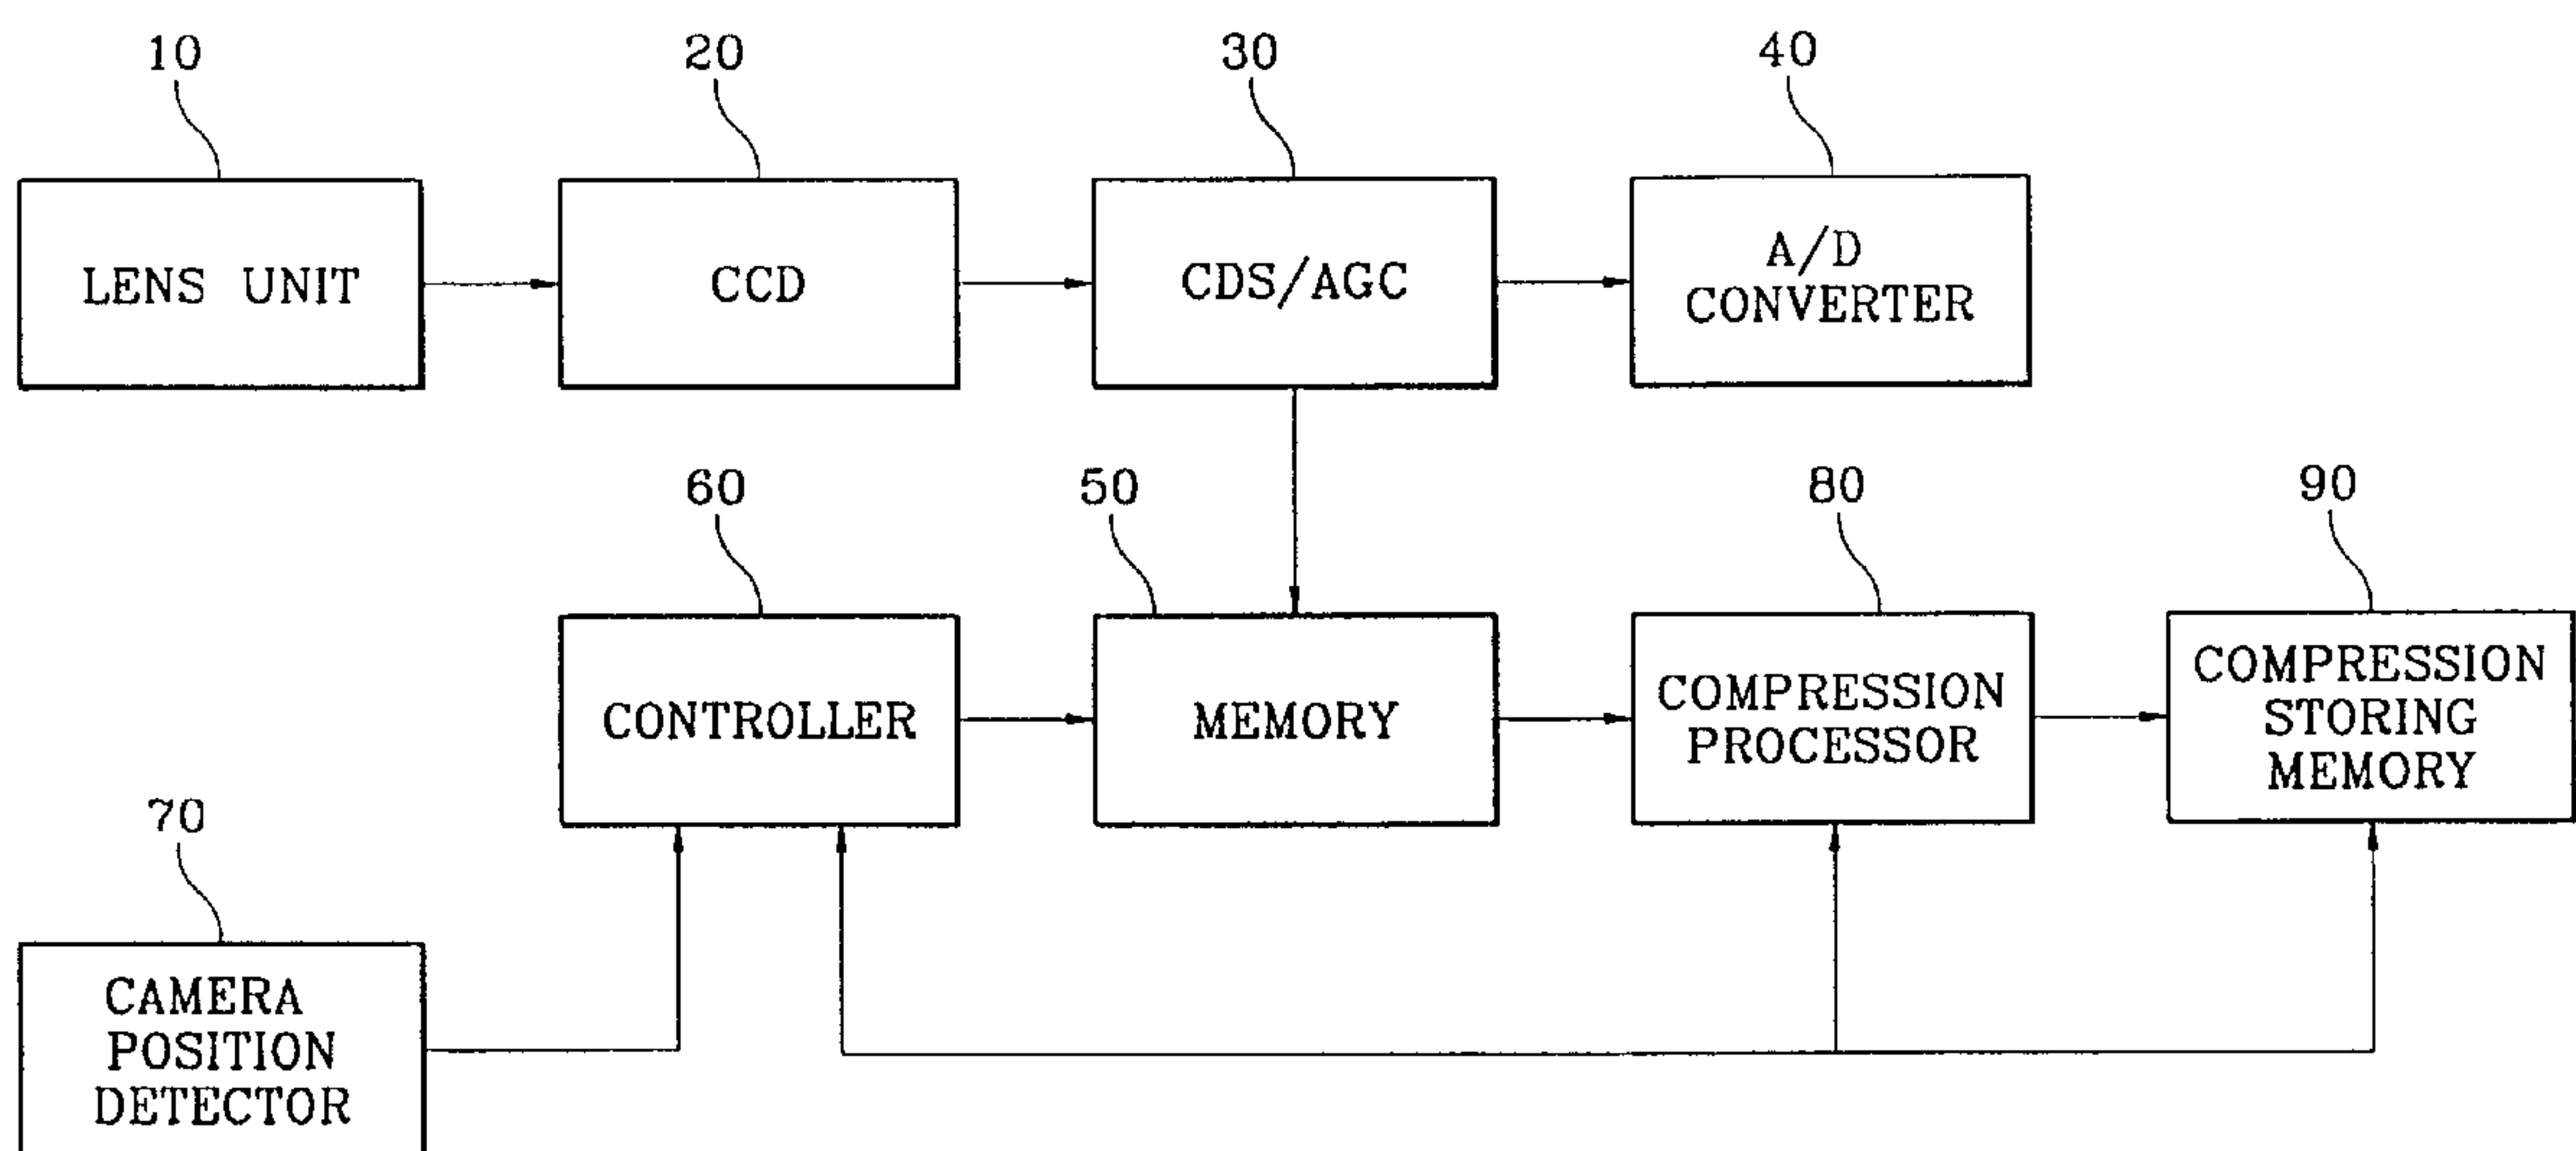 10
20
30
40
LENS UNIT
CCD
CDS/AGC
A/D
CONVERTER
60
50
80
90
CONTROLLER
MEMORY
COMPRESSION
PROCESSOR
COMPRESSION
STORING
MEMORY
70
CAMERA
POSITION
DETECTOR